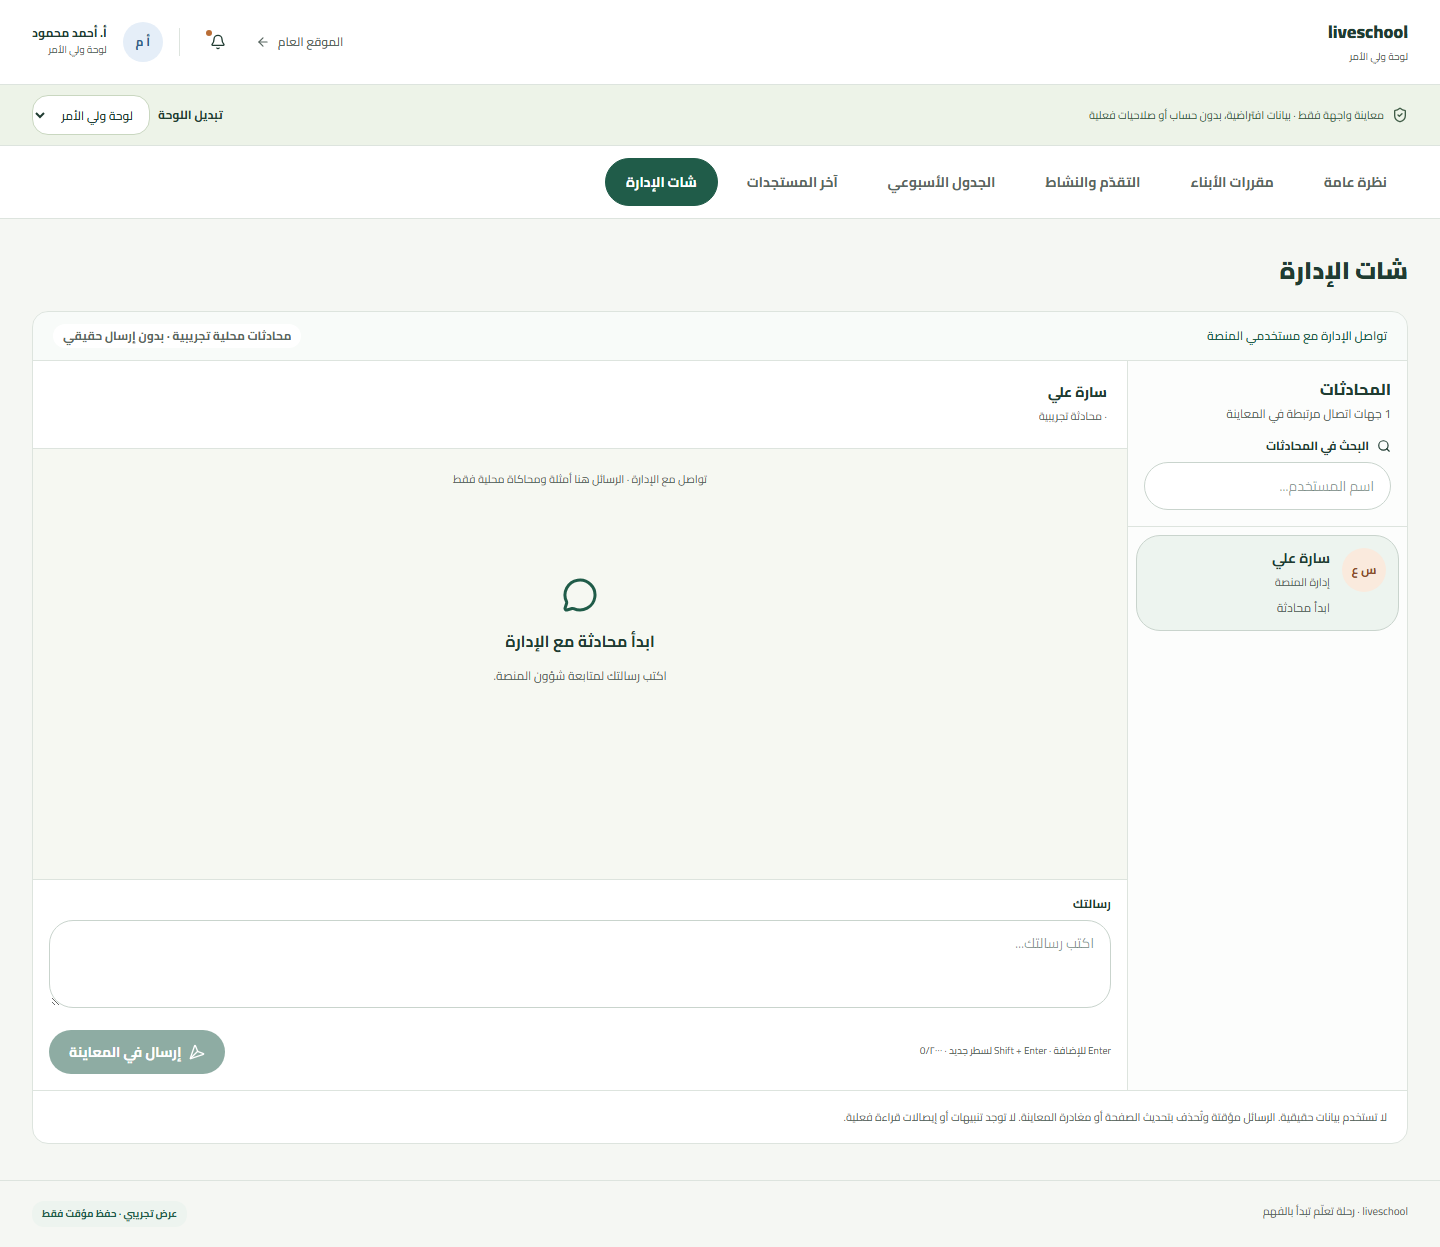 liveschool
لوحة ولي الأمر
الموقع العام
أ م
أ. أحمد محمود
لوحة ولي الأمر
معاينة واجهة فقط · بيانات افتراضية، بدون حساب أو صلاحيات فعلية
تبديل اللوحة
لوحة ولي الأمر
نظرة عامة
مقررات الأبناء
التقدّم والنشاط
الجدول الأسبوعي
آخر المستجدات
شات الإدارة
شات الإدارة
تواصل الإدارة مع مستخدمي المنصة
محادثات محلية تجريبية · بدون إرسال حقيقي
المحادثات
1 جهات اتصال مرتبطة في المعاينة
البحث في المحادثات
اسم المستخدم...
س ع
سارة علي
إدارة المنصة
ابدأ محادثة
سارة علي
· محادثة تجريبية
تواصل مع الإدارة · الرسائل هنا أمثلة ومحاكاة محلية فقط
ابدأ محادثة مع الإدارة
اكتب رسالتك لمتابعة شؤون المنصة.
رسالتك
اكتب رسالتك...
Enter للإضافة · Shift + Enter لسطر جديد · ٠/٢٠٠٠
إرسال في المعاينة
لا تستخدم بيانات حقيقية. الرسائل مؤقتة وتُحذف بتحديث الصفحة أو مغادرة المعاينة. لا توجد تنبيهات أو إيصالات قراءة فعلية.
liveschool · رحلة تعلّم تبدأ بالفهم
عرض تجريبي · حفظ مؤقت فقط